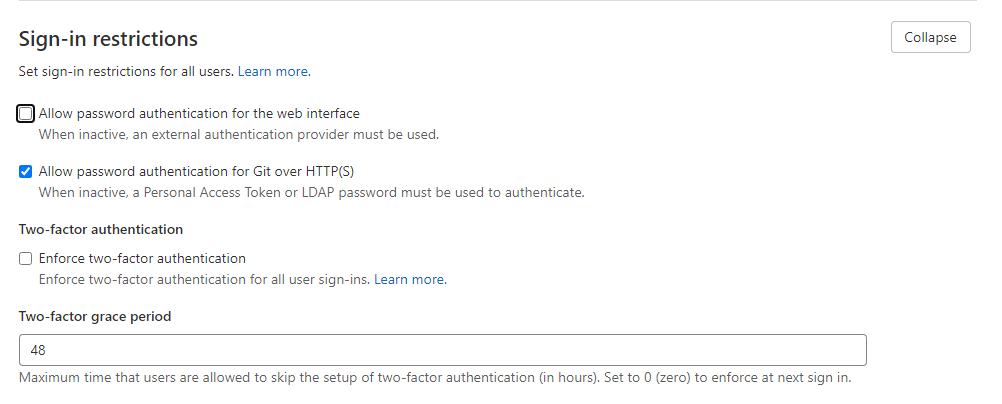 Sign-in restrictions
Collapse
Set sign-in restrictions for all users. Learn more.
Allow password authentication for the web interface
When inactive, an external authentication provider must be used.
Allow password authentication for Git over HTTP(S)
When inactive, a Personal Access Token or LDAP password must be used to authenticate.
Two-factor authentication
Enforce two-factor authentication
Enforce two-factor authentication for all user sign-ins. Learn more.
Two-factor grace period
48
Maximum time that users are allowed to skip the setup of two-factor authentication (in hours). Set to 0 (zero) to enforce at next sign in.